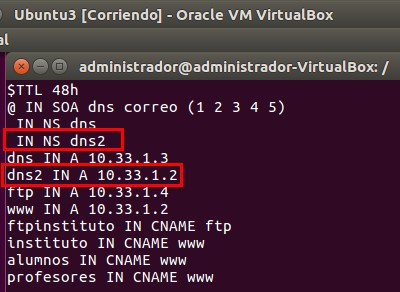 Ubuntu3 [Corriendo] - Oracle VM VirtualBox
al
administrador@administrador-VirtualBox: /
$TTL 48h
@ IN SOA dns correo (1 2 3 4 5)
 IN NS dns
 IN NS dns2
dns IN A 10.33.1.3
dns2 IN A 10.33.1.2
ftp IN A 10.33.1.4
www IN A 10.33.1.2
ftpinstituto IN CNAME ftp
instituto IN CNAME www
alumnos IN CNAME www
profesores IN CNAME www